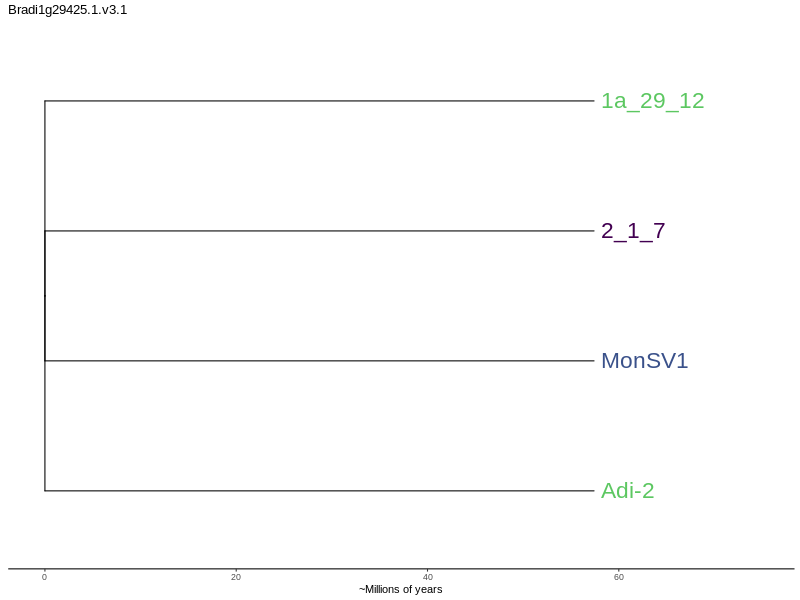 Bradi1g29425.1.v3.1
1a_29_12
2_1_7
MonSV1
Adi-2
0 20 40 60
~Millions of years